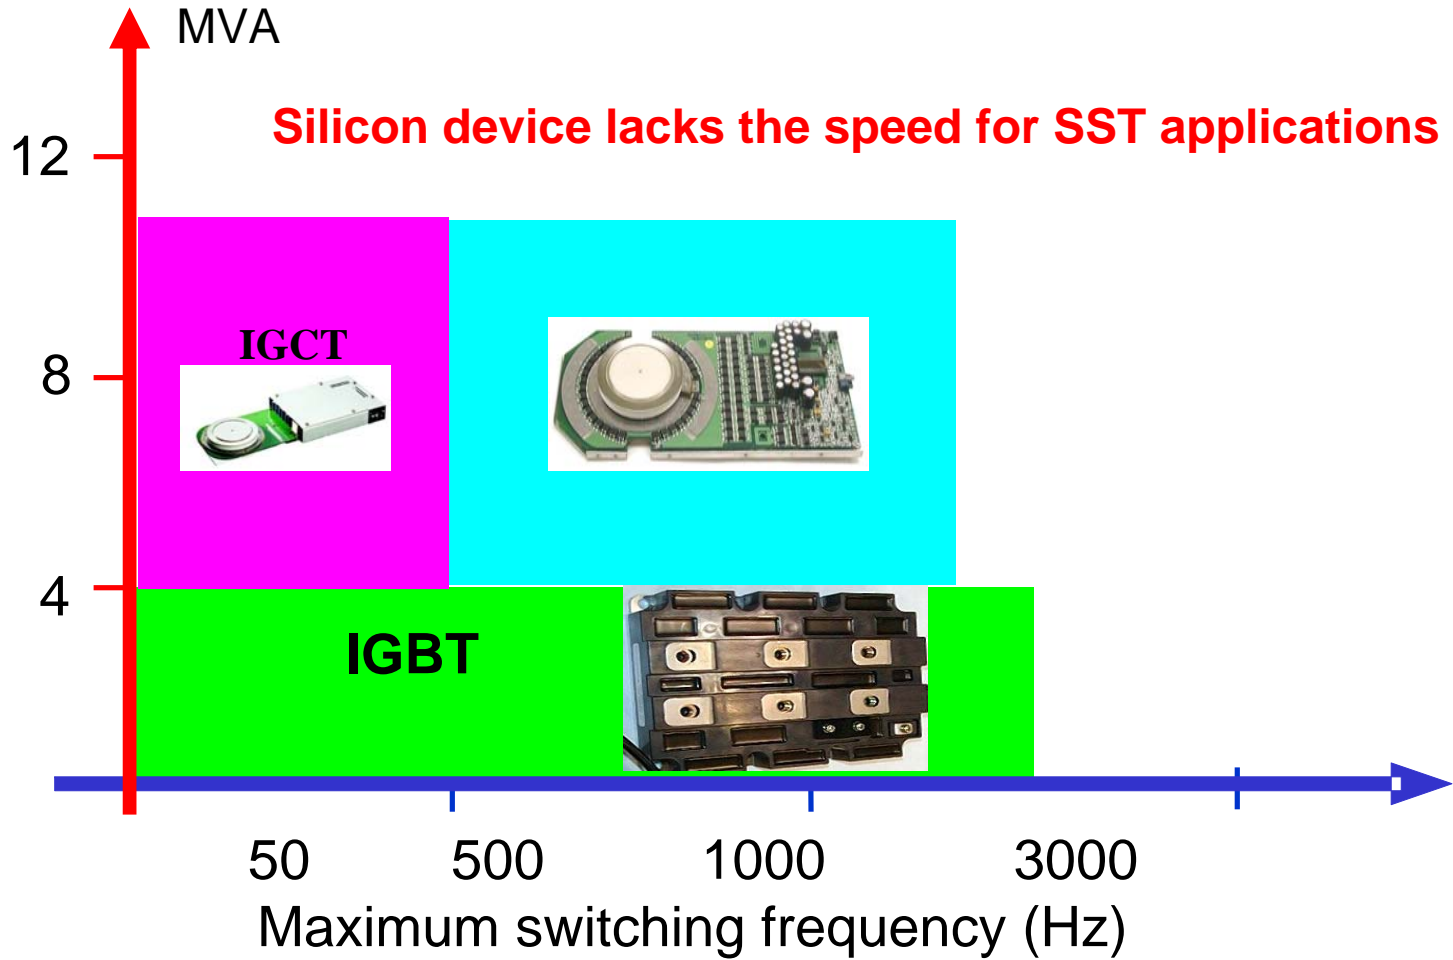 MVA
Silicon device lacks the speed for SST applications
12
IGCT
8
4
IGBT
50 500 1000 3000
Maximum switching frequency (Hz)